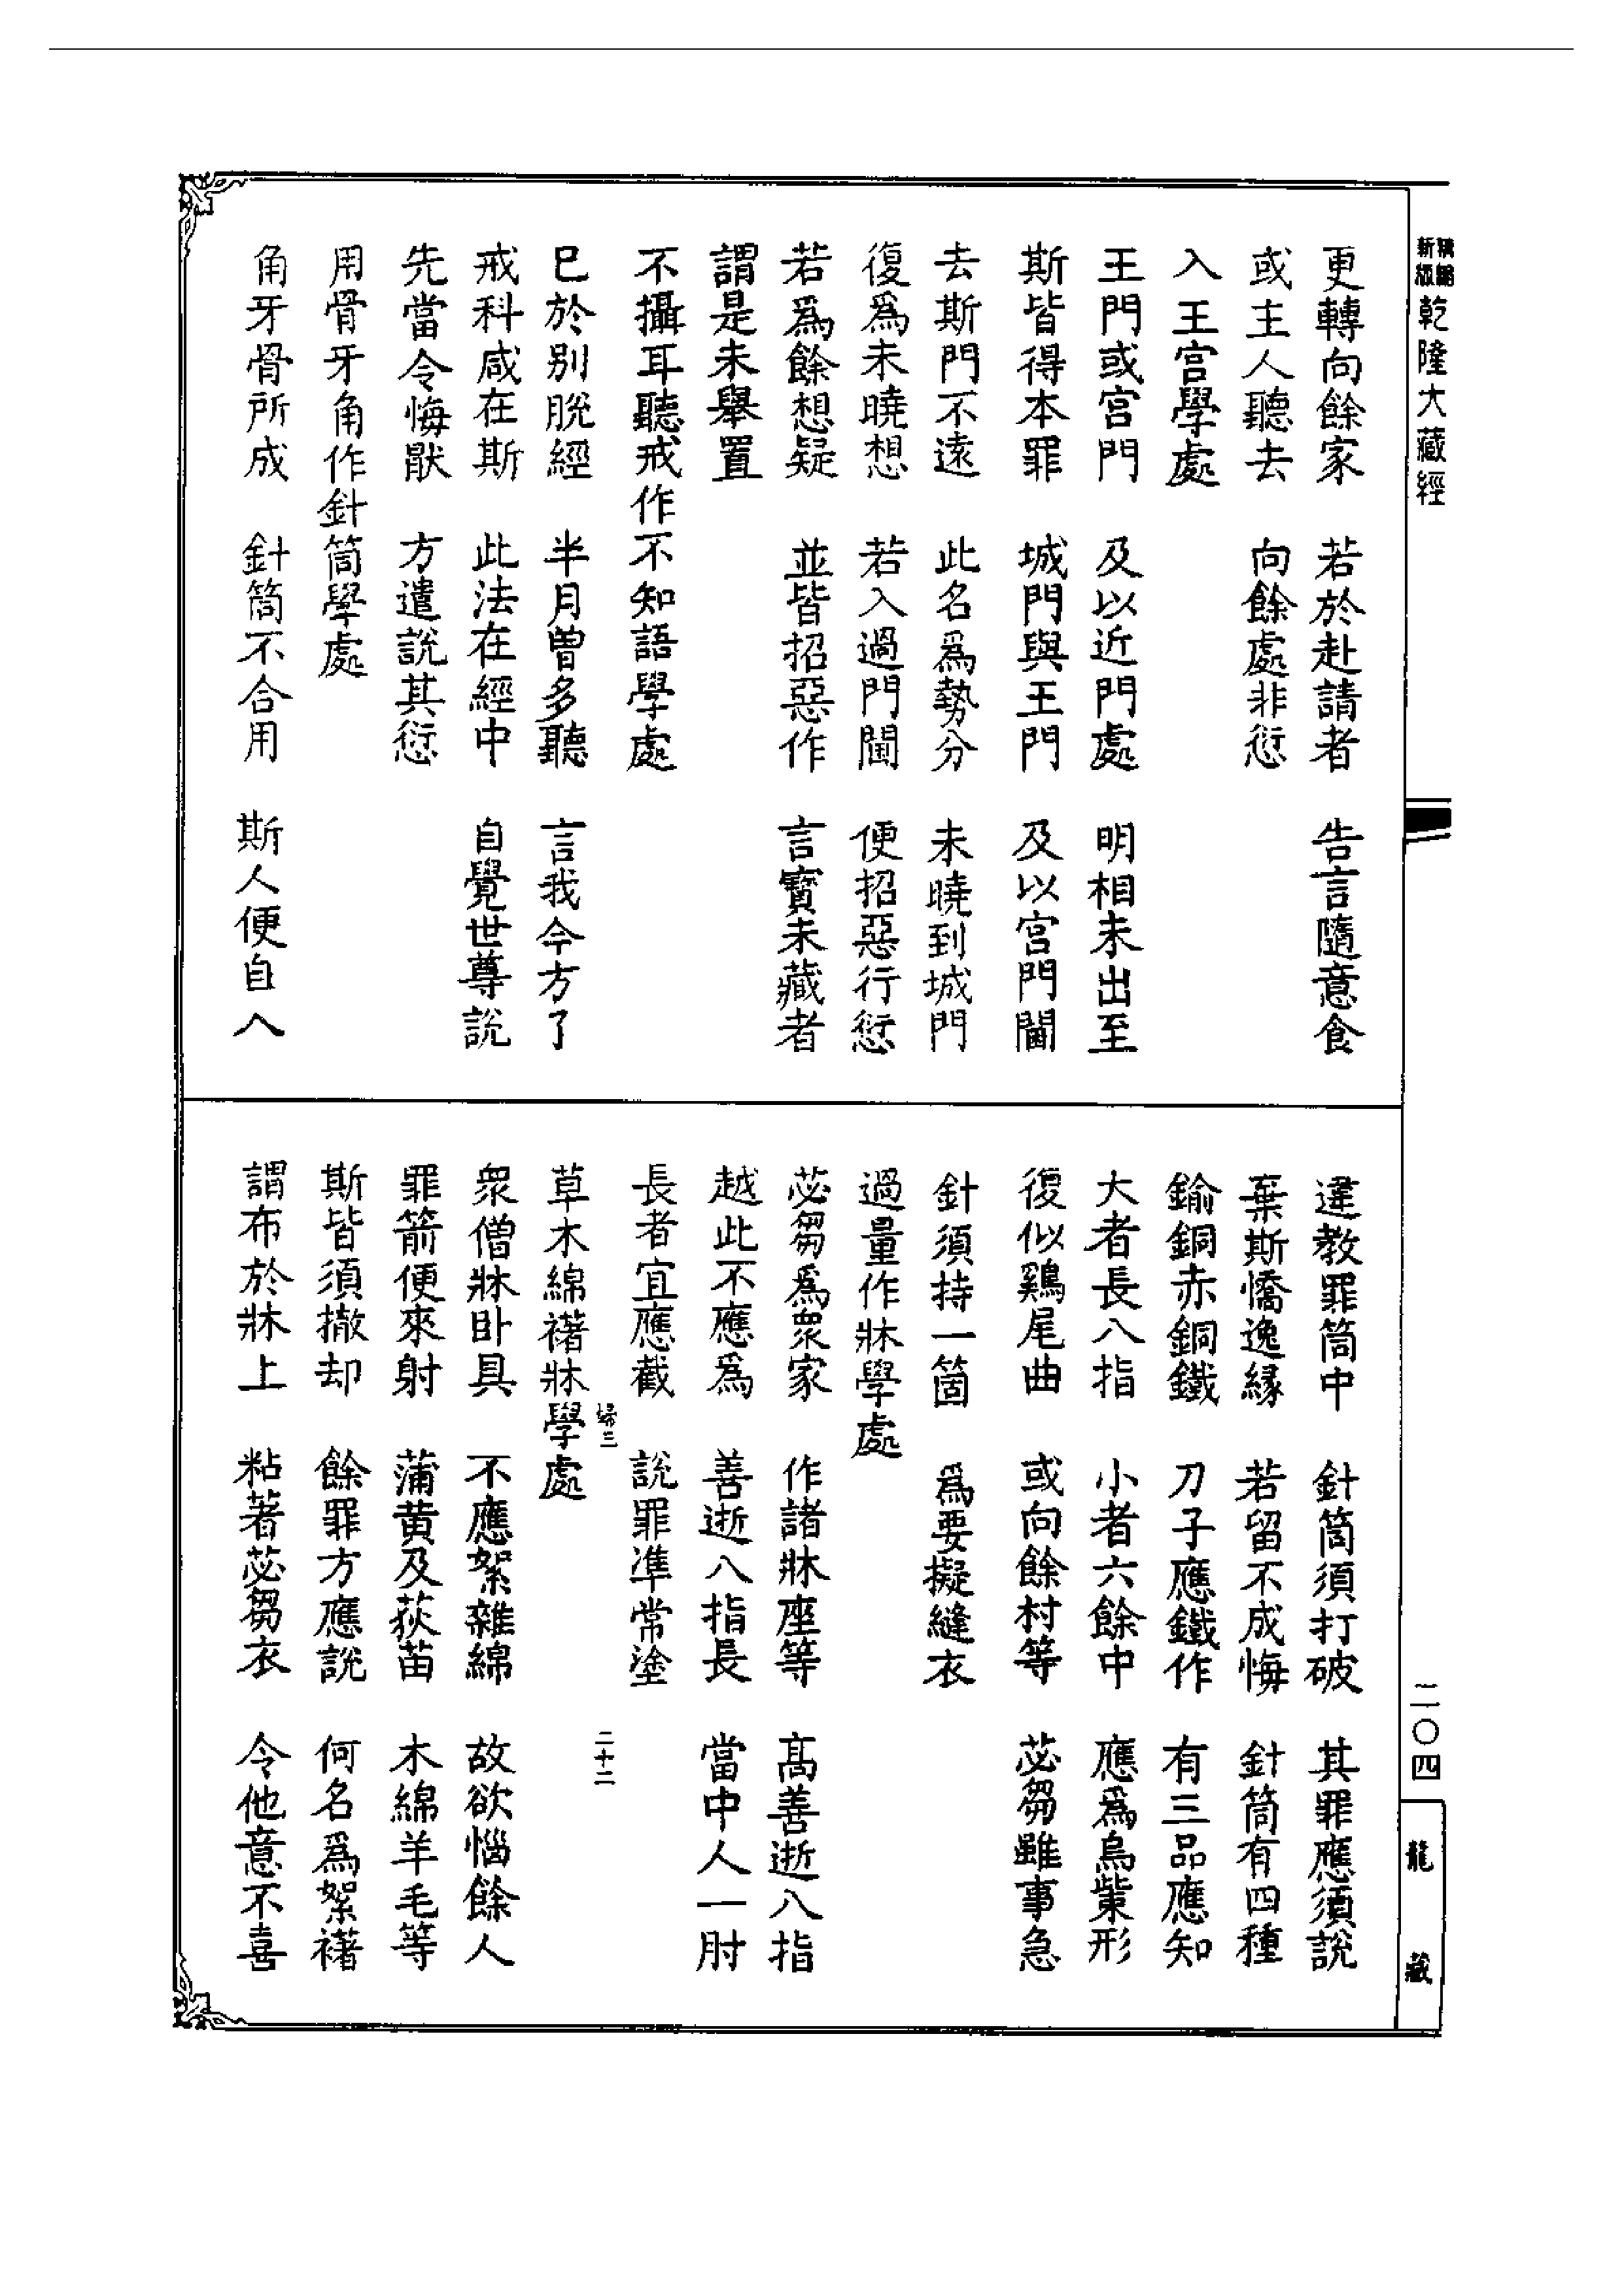 乾隆大藏經
更轉向餘家　若於赴請者　告言隨意食
或主人聽去　向餘處非愆
入王宮學處
王門或宮門　及以近門處　明相未出至
斯皆得本罪　城門與王門　及以宮門閫
去斯門不遠　此名爲勢分　未曉到城門
復爲未曉想　若入過門閫　便招惡行愆
若爲餘想疑　並皆招惡作　言寶未藏者
謂是未舉置
不攝耳聽戒作不知語學處
已於別脫經　半月曾多聽　言我今方了
戒科咸在斯　此法在經中　自覺世尊說
先當令悔猒　方遣說其愆
用骨牙角作針筒學處
角牙骨所成　針筒不合用　斯人便自入
違教罪筒中　針筒須打破　其罪應須說
棄斯憍逸緣　若留不成悔　針筒有四種
鍮銅赤銅鐵　刀子應鐵作　有三品應知
大者長八指　小者六餘中　應爲烏觜形
復似鷄尾曲　或向餘村等　苾芻雖事急
針須持一箇　爲要擬縫衣
過量作牀學處
苾芻爲衆家　作諸牀座等　高善逝八指
越此不應爲　善逝八指長　當中人一肘
長者宜應截　說罪準常塗
草木綿褚牀學處
衆僧牀卧具　不應絮雜綿　故欲惱餘人
罪箭便來射　蒲黄及荻苗　木綿羊毛等
斯皆須撤却　餘罪方應說　何名爲絮褚
謂布於牀上　粘著苾芻衣　令他意不喜
二十二
二〇四
龍藏